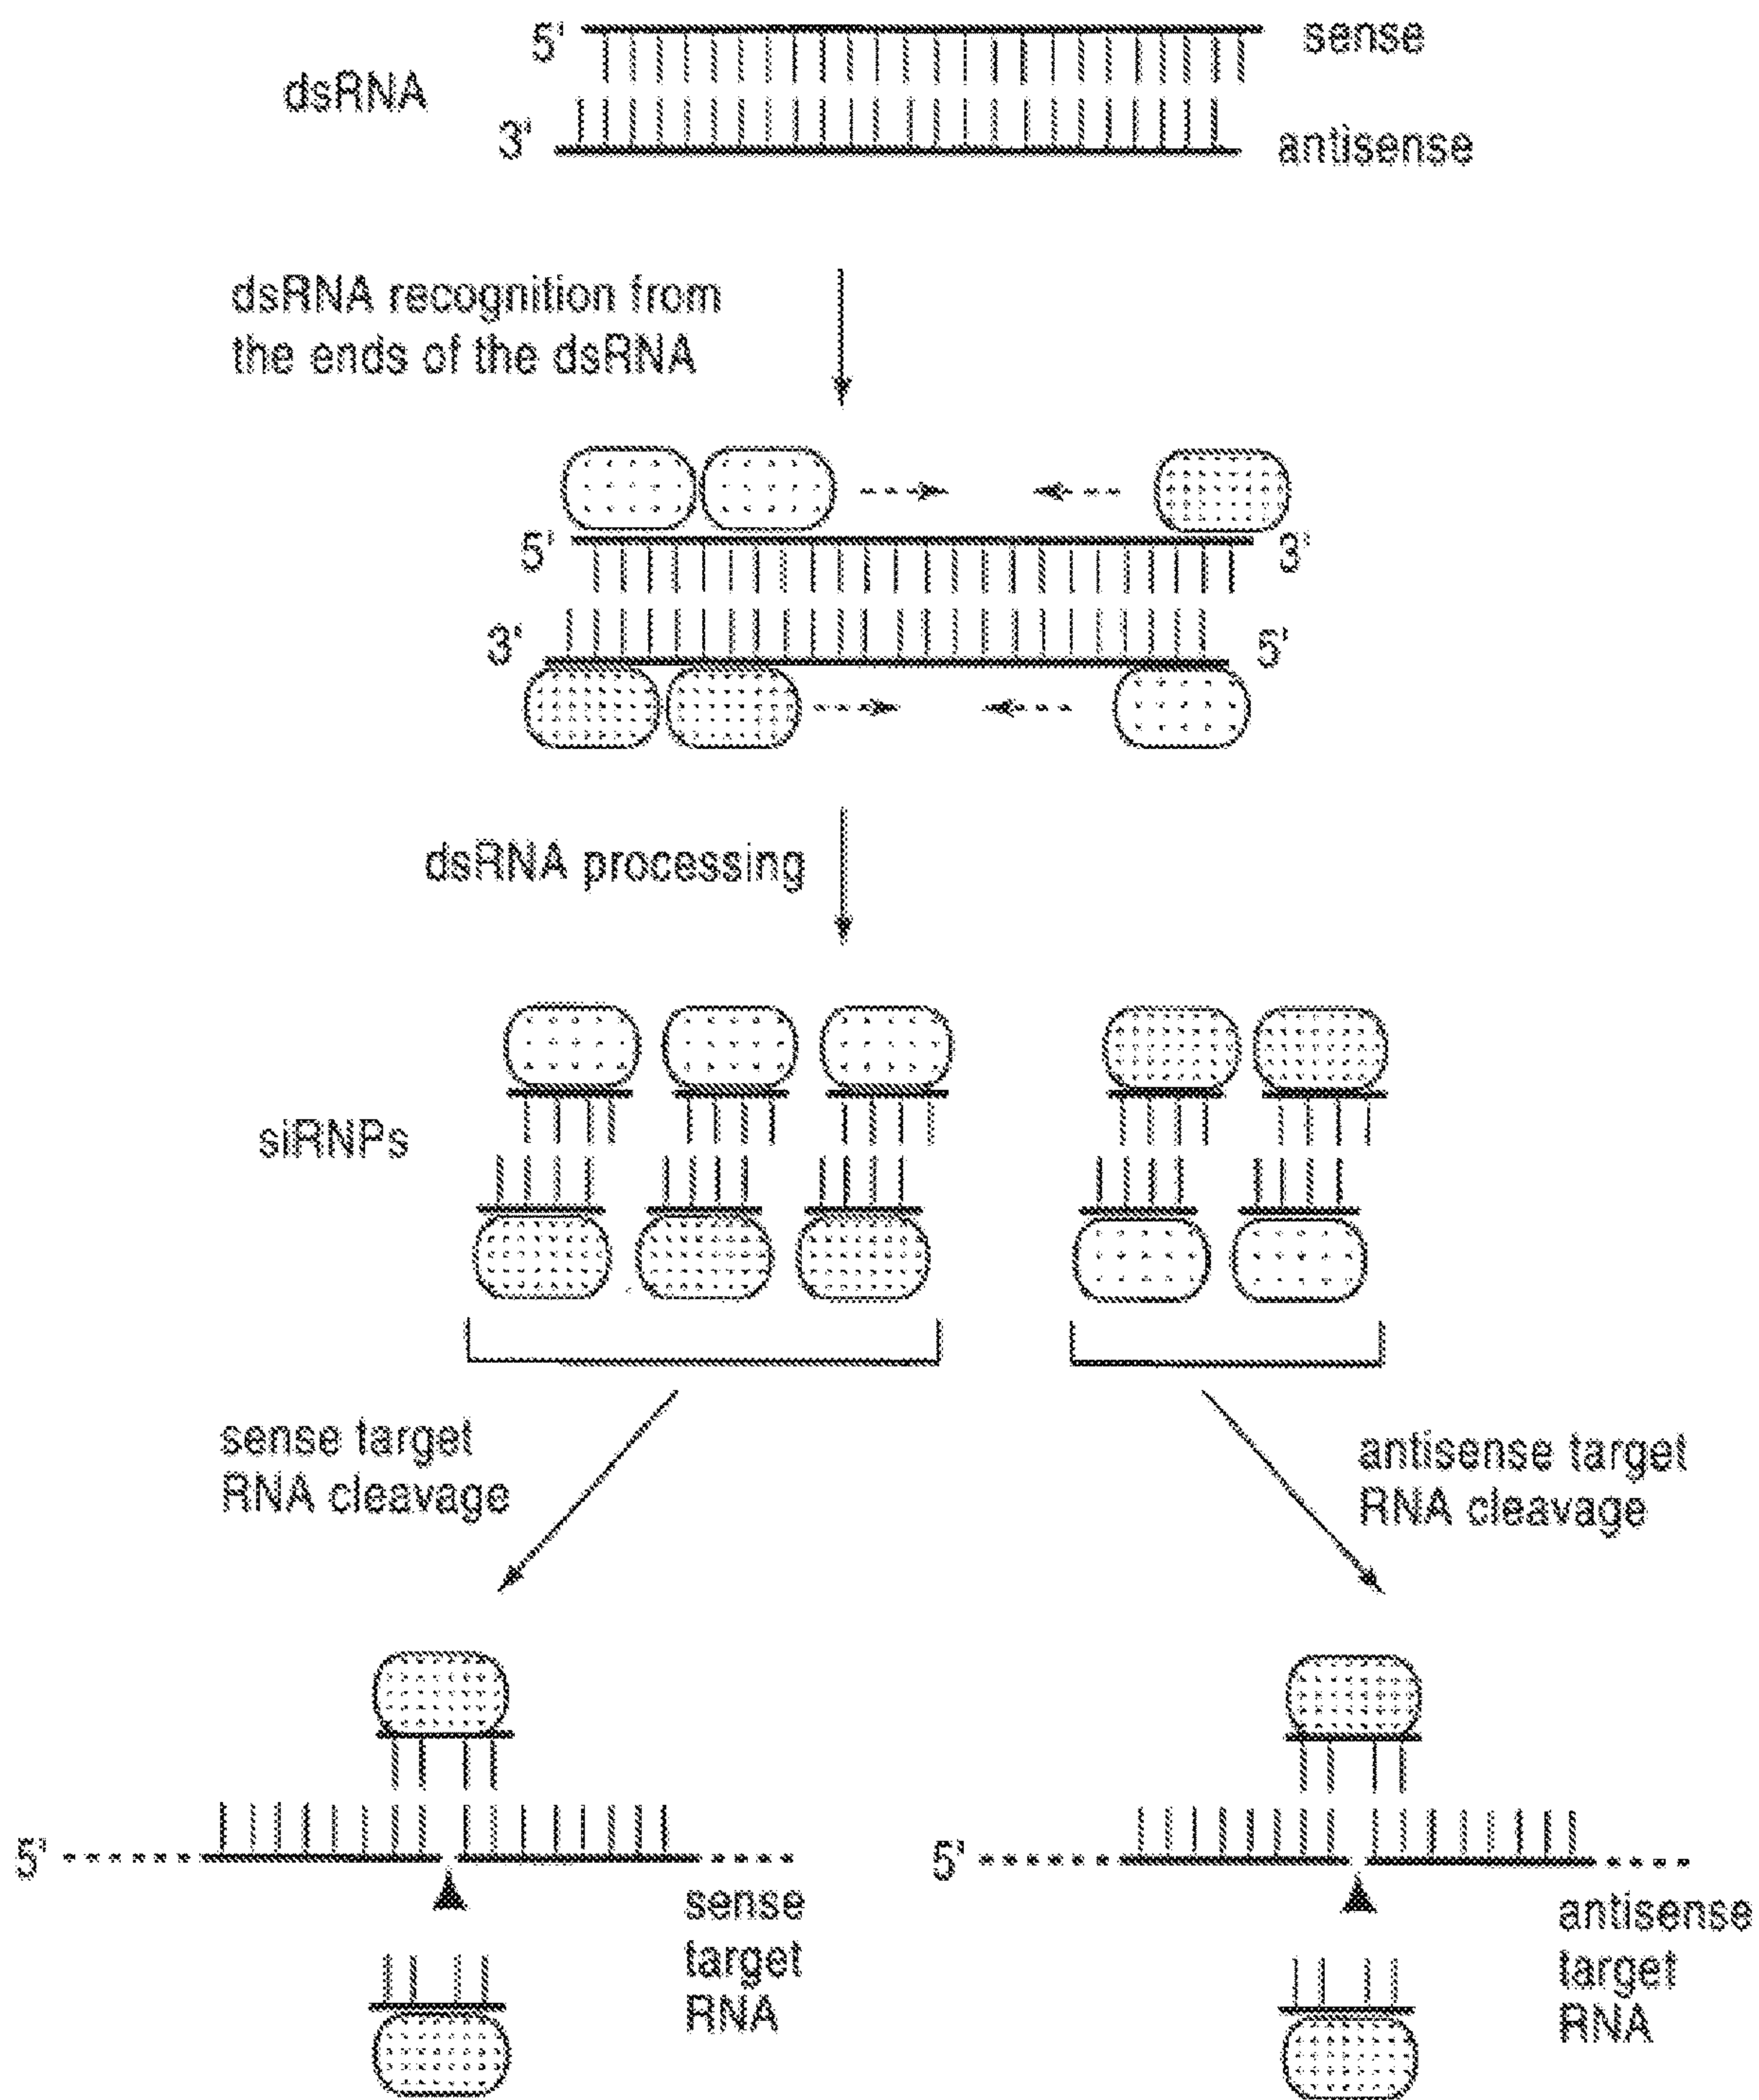 5' sense
dsRNA
3' antisense
dsRNA recognition from
the ends of the dsRNA
5' 3'
3' 5'
dsRNA processing
siRNPs
sense target
RNA cleavage
antisense target
RNA cleavage
5'
sense
target
RNA
5'
antisense
target
RNA